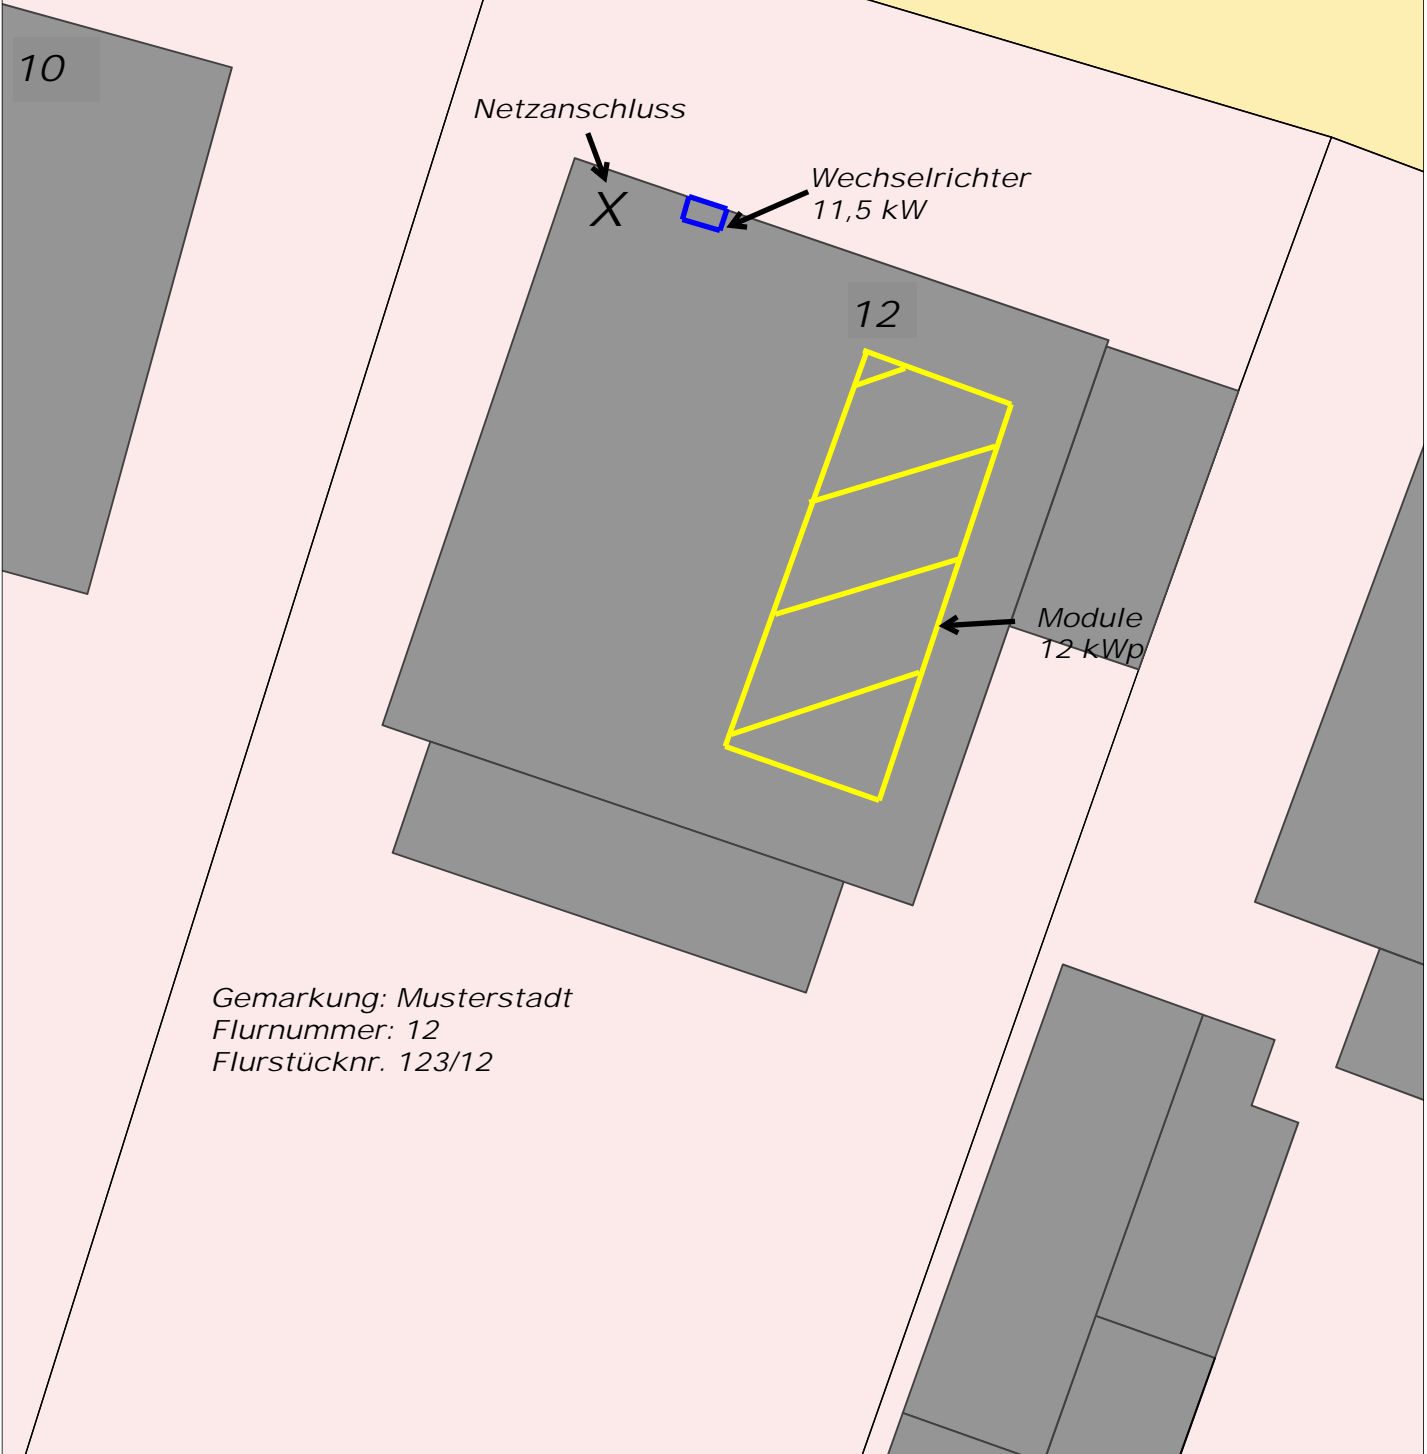 10
Netzanschluss
X
Wechselrichter
11,5 kW
12
Module
12 kWp
Gemarkung: Musterstadt
Flurnummer: 12
Flurstücknr. 123/12